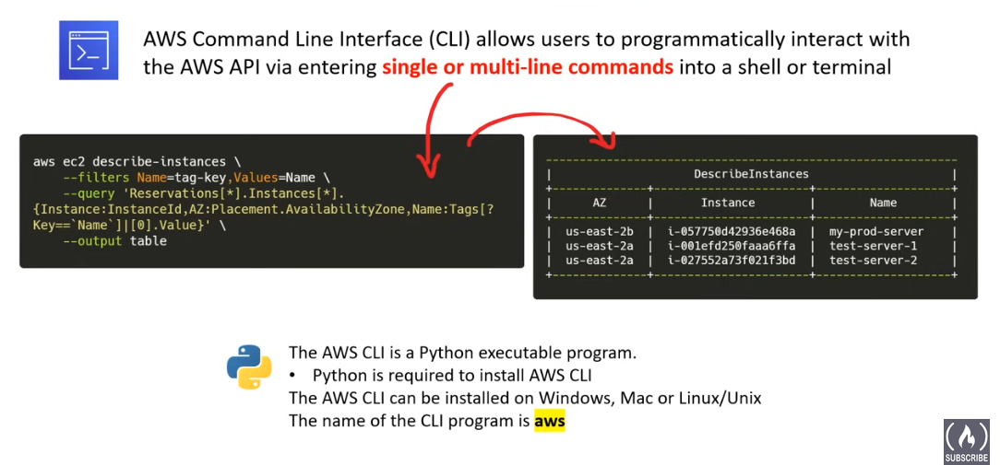 AWS Command Line Interface (CLI) allows users to programmatically interact with
the AWS API via entering single or multi-line commands into a shell or terminal
aws ec2 describe-instances \
--filters Name=tag-key,Values=Name \
--query 'Reservations[*].Instances[*].
{Instance:InstanceId,AZ:Placement.AvailabilityZone,Name:Tags[?
Key==`Name`]|[0].Value}' \
--output table
DescribeInstances
AZ | Instance | Name
us-east-2b | i-057750d42936e468a | my-prod-server
us-east-2a | i-001efd250faaa6ffa | test-server-1
us-east-2a | i-027552a73f021f3bd | test-server-2
The AWS CLI is a Python executable program.
• Python is required to install AWS CLI
The AWS CLI can be installed on Windows, Mac or Linux/Unix
The name of the CLI program is aws
SUBSCRIBE